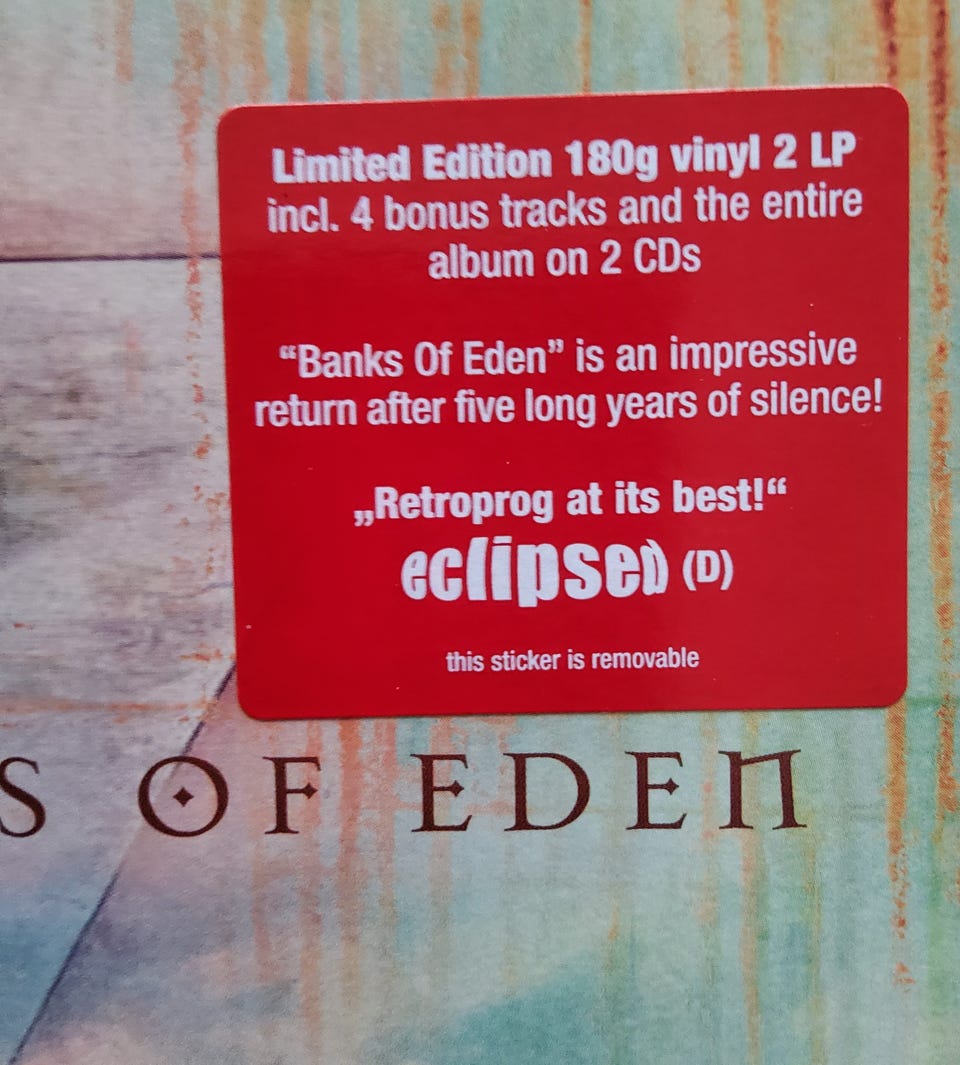 Limited Edition 180g vinyl 2 LP
incl. 4 bonus tracks and the entire
album on 2 CDs
“Banks Of Eden” is an impressive
return after five long years of silence!
„Retroprog at its best!“
eclipsed (D)
this sticker is removable
S OF EDEN